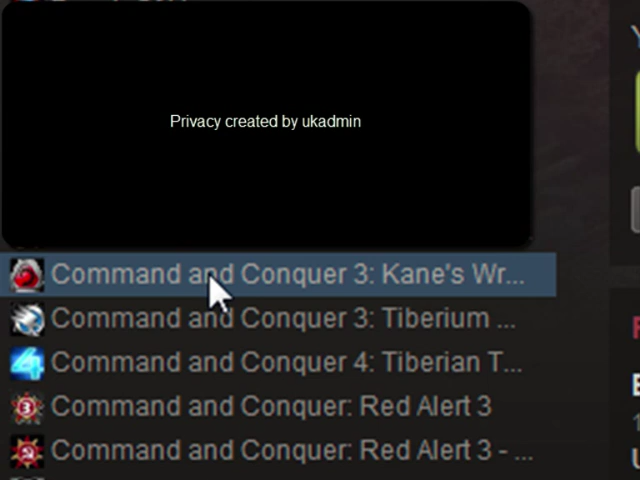 Privacy created by ukadmin
Command and Conquer 3: Kane's Wr...
Command and Conquer 3: Tiberium ...
Command and Conquer 4: Tiberian T...
Command and Conquer: Red Alert 3
Command and Conquer: Red Alert 3 - ...